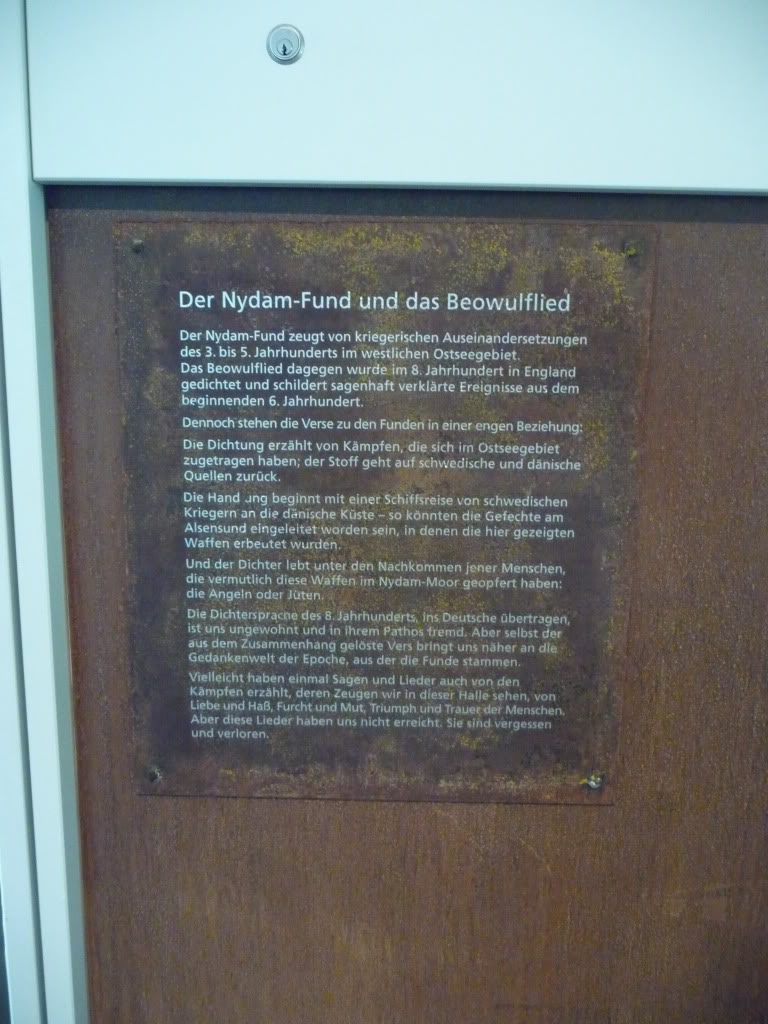 Der Nydam-Fund und das Beowulflied
Der Nydam-Fund zeugt von kriegerischen Auseinandersetzungen
des 3. bis 5. Jahrhunderts im westlichen Ostseegebiet.
Das Beowulflied dagegen wurde im 8. Jahrhundert in England
gedichtet und schildert sagenhaft verklärte Ereignisse aus dem
beginnenden 6. Jahrhundert.
Dennoch stehen die Verse zu den Funden in einer engen Beziehung:
Die Dichtung erzählt von Kämpfen, die sich im Ostseegebiet
zugetragen haben; der Stoff geht auf schwedische und dänische
Quellen zurück.
Die Hand ung beginnt mit einer Schiffsreise von schwedischen
Kriegern an die dänische Küste – so könnten die Gefechte am
Alsensund eingeleitet worden sein, in denen die hier gezeigten
Waffen erbeutet wurden.
Und der Dichter lebt unter den Nachkommen jener Menschen,
die vermutlich diese Waffen im Nydam-Moor geopfert haben:
die Angeln oder Jüten.
Die Dichtersprache des 8. Jahrhunderts, ins Deutsche übertragen,
ist uns ungewohnt und in ihrem Pathos fremd. Aber selbst der
aus dem Zusammenhang gelöste Vers bringt uns näher an die
Gedankenwelt der Epoche, aus der die Funde stammen.
Vielleicht haben einmal Sagen und Lieder auch von den
Kämpfen erzählt, deren Zeugen wir in dieser Halle sehen, von
Liebe und Haß, Furcht und Mut, Triumph und Trauer der Menschen.
Aber diese Lieder haben uns nicht erreicht. Sie sind vergessen
und verloren.